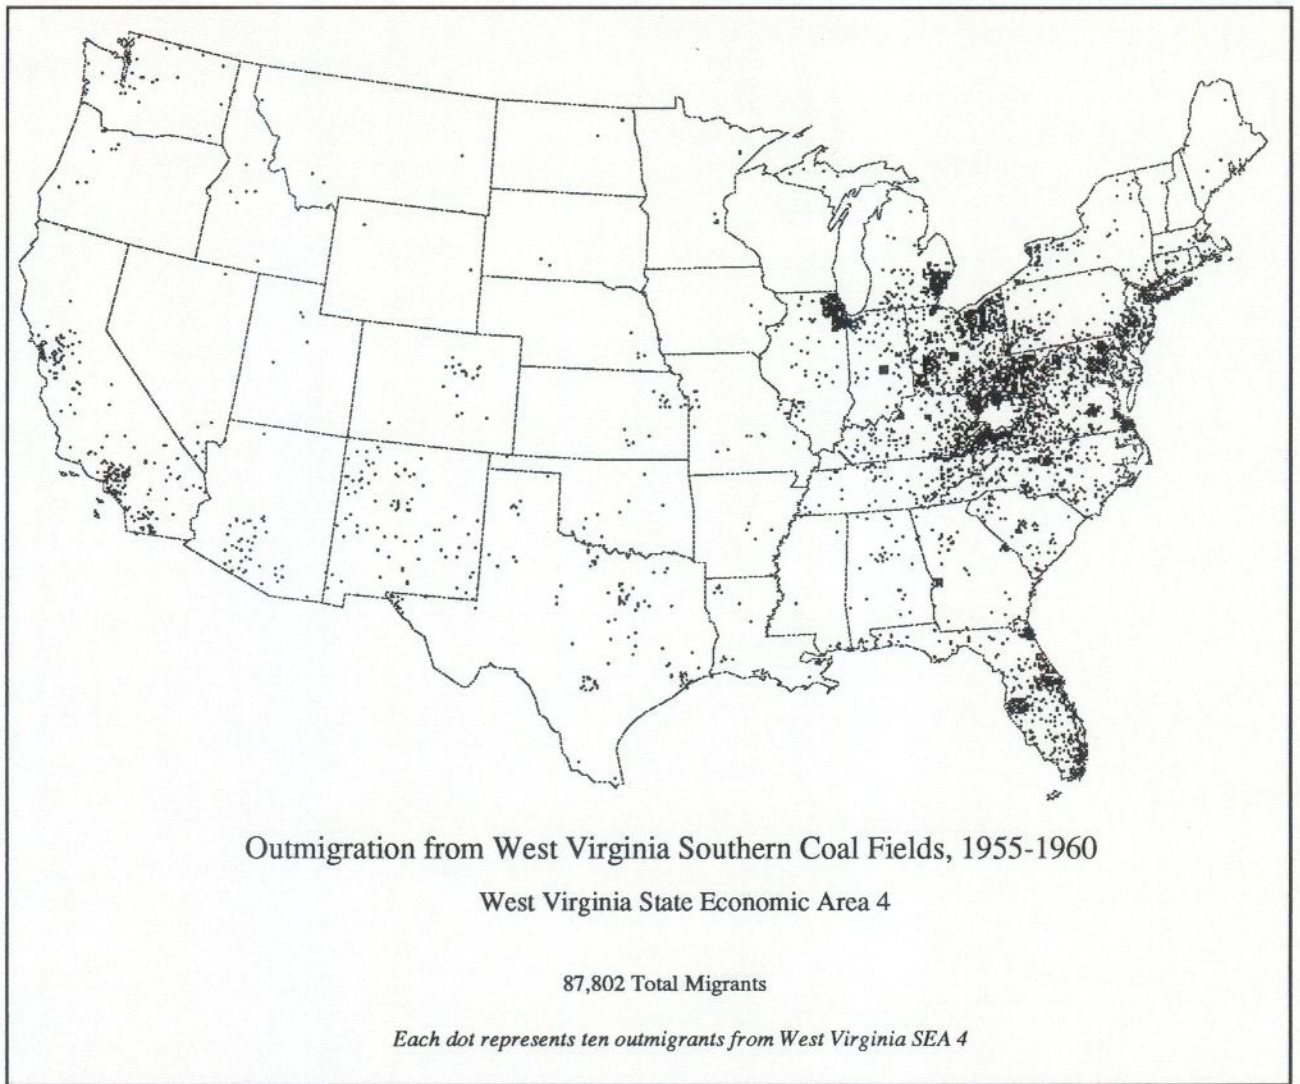 Outmigration from West Virginia Southern Coal Fields, 1955-1960
West Virginia State Economic Area 4
87,802 Total Migrants
Each dot represents ten outmigrants from West Virginia SEA 4